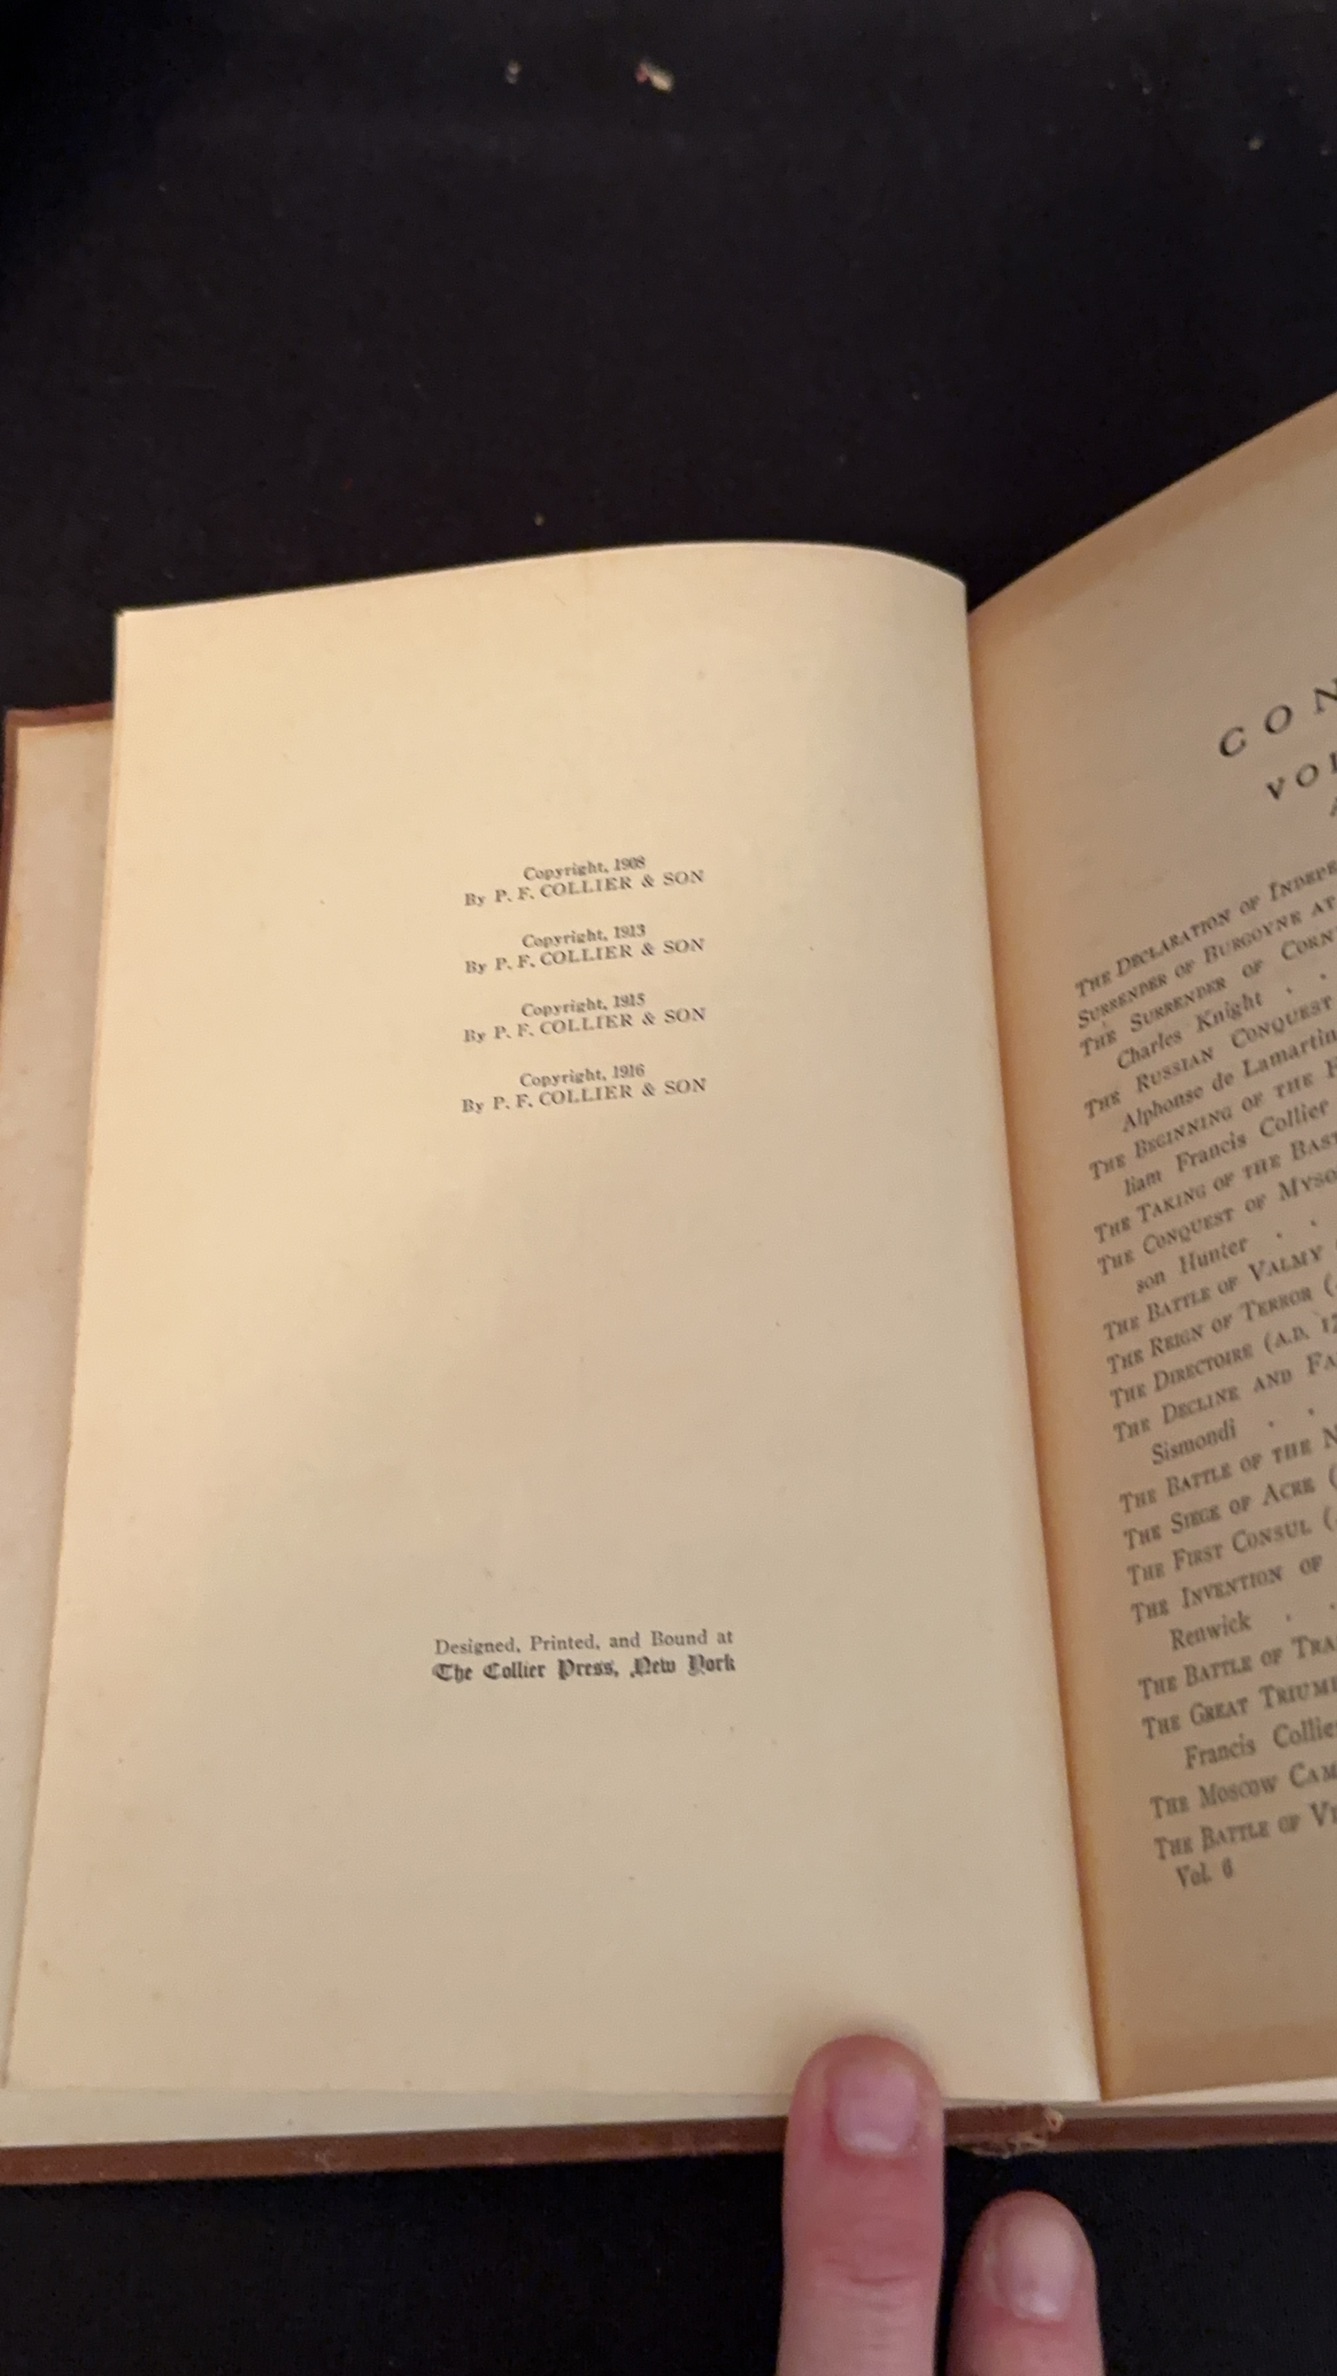 Copyright, 1908
By P. F. COLLIER & SON
Copyright, 1913
By P. F. COLLIER & SON
Copyright, 1915
By P. F. COLLIER & SON
Copyright, 1916
By P. F. COLLIER & SON
Designed, Printed, and Bound at
The Collier Press, New York
CON
VOL
THE DECLARATION OF INDEPE
SURRENDER OF BURGOYNE AT
THE SURRENDER OF CORN
Charles Knight . .
THE RUSSIAN CONQUEST
Alphonse de Lamartin
THE BEGINNING OF THE
liam Francis Collier
THE TAKING OF THE BAST
THE CONQUEST OF MYSO
son Hunter . .
THE BATTLE OF VALMY
THE REIGN OF TERROR (
THE DIRECTOIRE (A.D. 17
THE DECLINE AND FA
Sismondi . .
THE BATTLE OF THE N
THE SIEGE OF ACRE (
THE FIRST CONSUL (
THE INVENTION OF
Renwick . .
THE BATTLE OF TRA
THE GREAT TRIUM
Francis Collie
THE MOSCOW CAM
THE BATTLE OF VI
Vol. 6